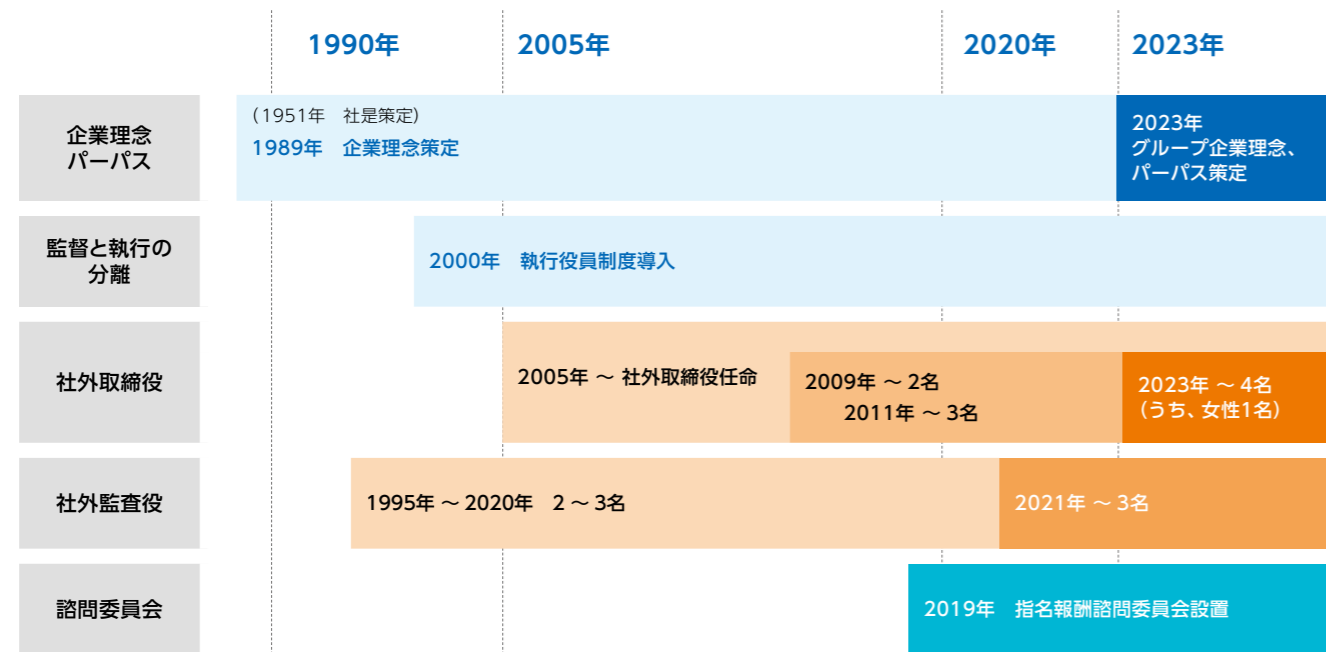 1990年
2005年
2020年
2023年
企業理念
パーパス
(1951年 社是策定)
1989年 企業理念策定
2023年
グループ企業理念、
パーパス策定
監督と執行の
分離
2000年 執行役員制度導入
社外取締役
2005年 ～ 社外取締役任命
2009年 ～ 2名
2011年 ～ 3名
2023年 ～ 4名
(うち、女性1名)
社外監査役
1995年 ～ 2020年 2 ～ 3名
2021年 ～ 3名
諮問委員会
2019年 指名報酬諮問委員会設置